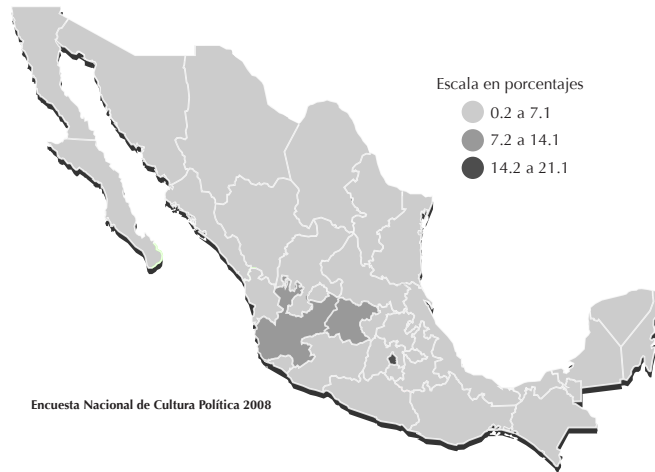 Escala en porcentajes
0.2 a 7.1
7.2 a 14.1
14.2 a 21.1
Encuesta Nacional de Cultura Política 2008